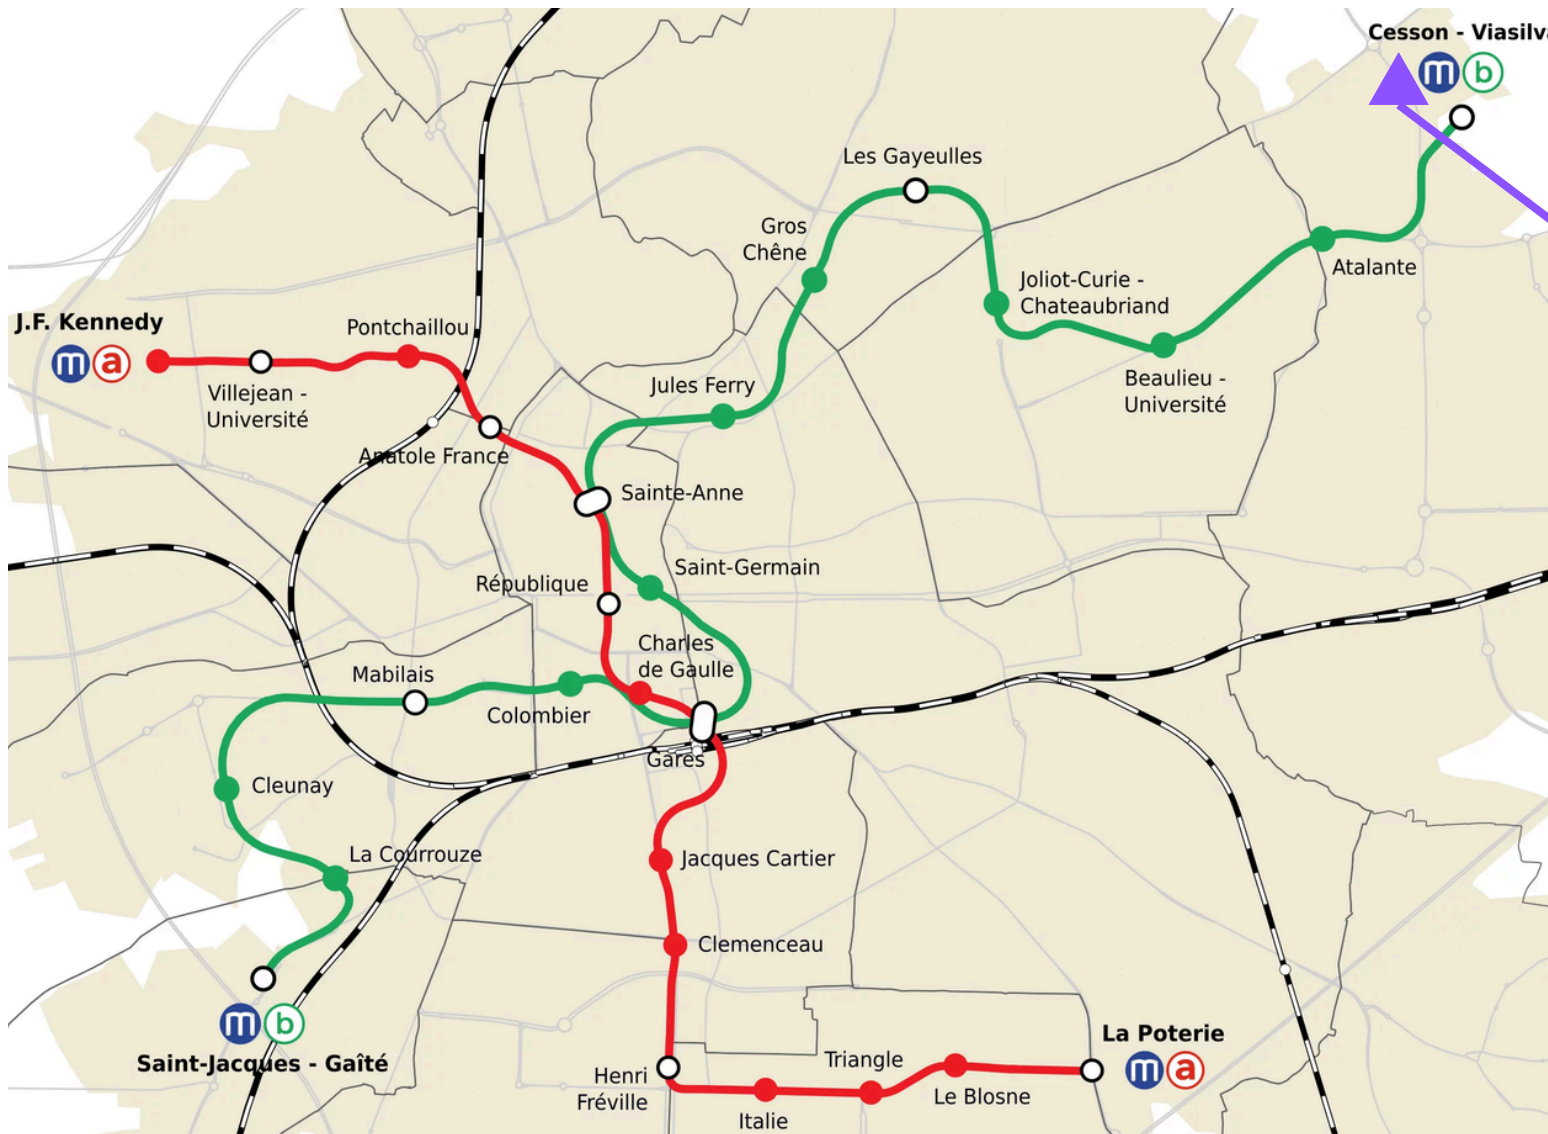 Cesson - Viasilva
m b
Les Gayeulles
Gros
Chêne
Atalante
Joliot-Curie -
Chateaubriand
J.F. Kennedy
m a
Pontchaillou
Villejean -
Université
Jules Ferry
Beaulieu -
Université
Anatole France
Sainte-Anne
Saint-Germain
République
Charles
de Gaulle
Mabilais
Colombier
Gares
Cleunay
La Courrouze
Jacques Cartier
Clemenceau
m b
Saint-Jacques - Gaîté
La Poterie
m a
Triangle
Henri
Fréville
Le Blosne
Italie